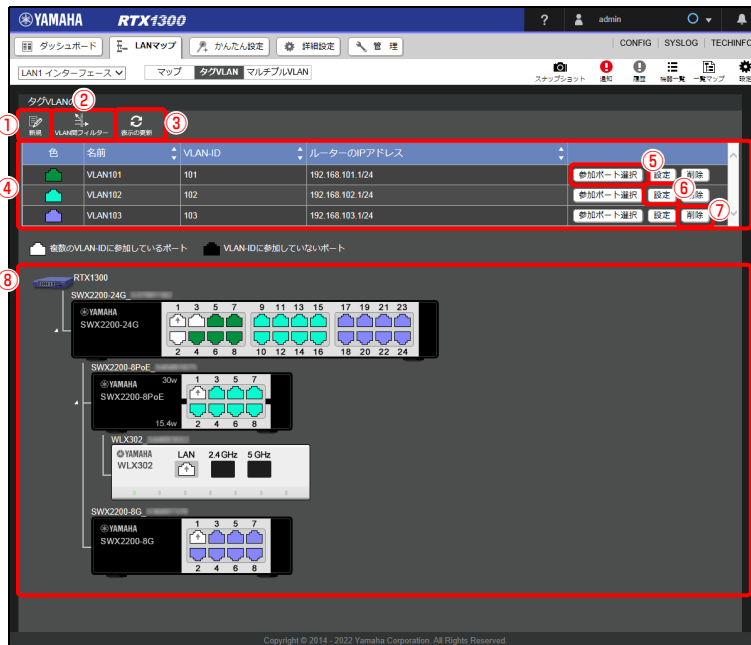 YAMAHA RTX1300 ? admin
ダッシュボード LANマップ かんたん設定 詳細設定 管 理 CONFIG SYSLOG TECHINFO
LAN1 インターフェース マップ タグVLAN マルチプルVLAN スナップショット 通知 履歴 機器一覧 一覧マップ 設定
タグVLANの
① ② ③
新規 VLAN間フィルター 表示の更新
色 名前 VLAN-ID ルーターのIPアドレス
④ ⑤ ⑥ ⑦
VLAN101 101 192.168.101.1/24 参加ポート選択 設定 削除
VLAN102 102 192.168.102.1/24 参加ポート選択 設定 削除
VLAN103 103 192.168.103.1/24 参加ポート選択 設定 削除
複数のVLAN-IDに参加しているポート VLAN-IDに参加していないポート
⑧
RTX1300
SWX2200-24G_
YAMAHA
SWX2200-24G
1 3 5 7 9 11 13 15 17 19 21 23
2 4 6 8 10 12 14 16 18 20 22 24
SWX2200-8PoE_
YAMAHA 30w 1 3 5 7
SWX2200-8PoE
15.4w 2 4 6 8
WLX302_
YAMAHA LAN 2.4 GHz 5 GHz
WLX302
SWX2200-8G_
YAMAHA 1 3 5 7
SWX2200-8G
2 4 6 8
Copyright © 2014 - 2022 Yamaha Corporation. All Rights Reserved.